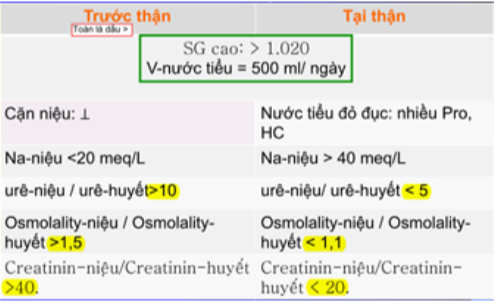 Trước thận Tại thận
Toàn là dấu >
SG cao: > 1.020
V-nước tiểu = 500 ml/ ngày
Cặn niệu: ⊥ Nước tiểu đỏ đục: nhiều Pro,
HC
Na-niệu <20 meq/L Na-niệu > 40 meq/L
urê-niệu / urê-huyết>10 urê-niệu/ urê-huyết < 5
Osmolality-niệu / Osmolality- Osmolality-niệu / Osmolality-
huyết >1,5 huyết < 1,1
Creatinin-niệu/Creatinin-huyết Creatinin-niệu/Creatinin-
>40. huyết < 20.